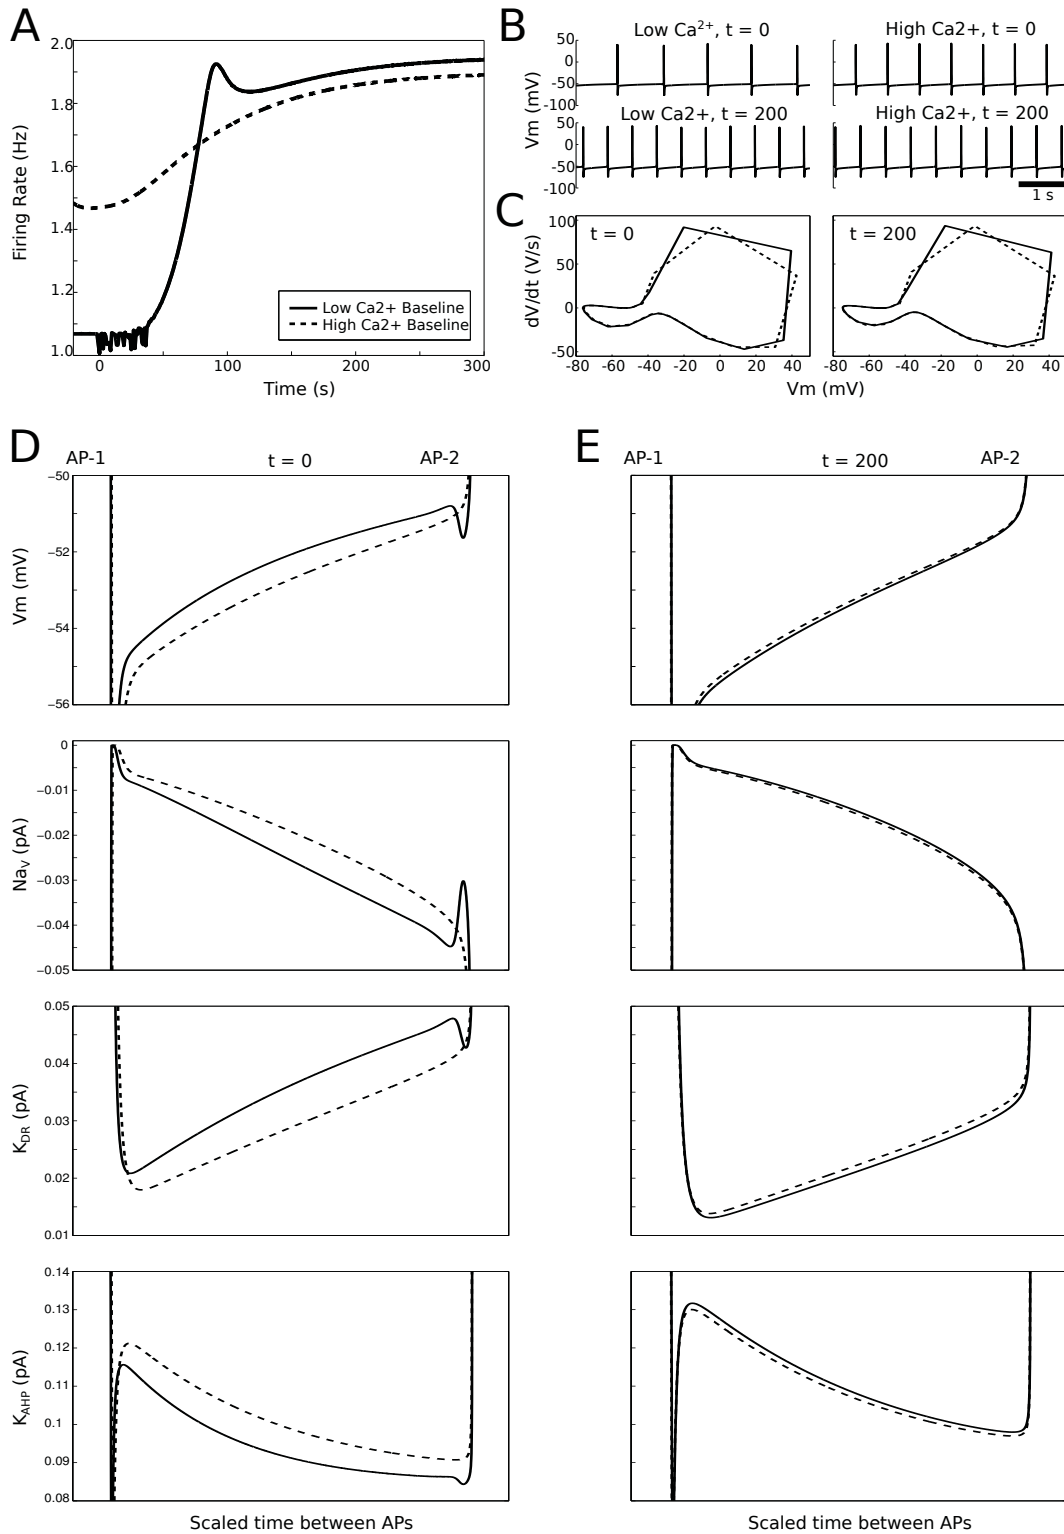 A
2.0
1.8
1.6
1.4
1.2
1.1
1.0
Firing Rate (Hz)
0
100
200
300
Time (s)
Low Ca2+ Baseline
High Ca2+ Baseline
B
Low Ca²⁺, t = 0
High Ca2+, t = 0
50
0
-50
-100
Vm (mV)
Low Ca2+, t = 200
High Ca2+, t = 200
50
0
-50
-100
1 s
C
t = 0
t = 200
100
50
0
-50
dV/dt (V/s)
-80 -60 -40 -20 0 20 40
-80 -60 -40 -20 0 20 40
Vm (mV)
D
AP-1
t = 0
AP-2
E
AP-1
t = 200
AP-2
−50
−52
−54
−56
Vm (mV)
0
−0.01
−0.02
−0.03
−0.04
−0.05
NaV (pA)
0.05
0.04
0.03
0.02
0.01
KDR (pA)
0.14
0.13
0.12
0.11
0.1
0.09
0.08
KAHP (pA)
Scaled time between APs
Scaled time between APs